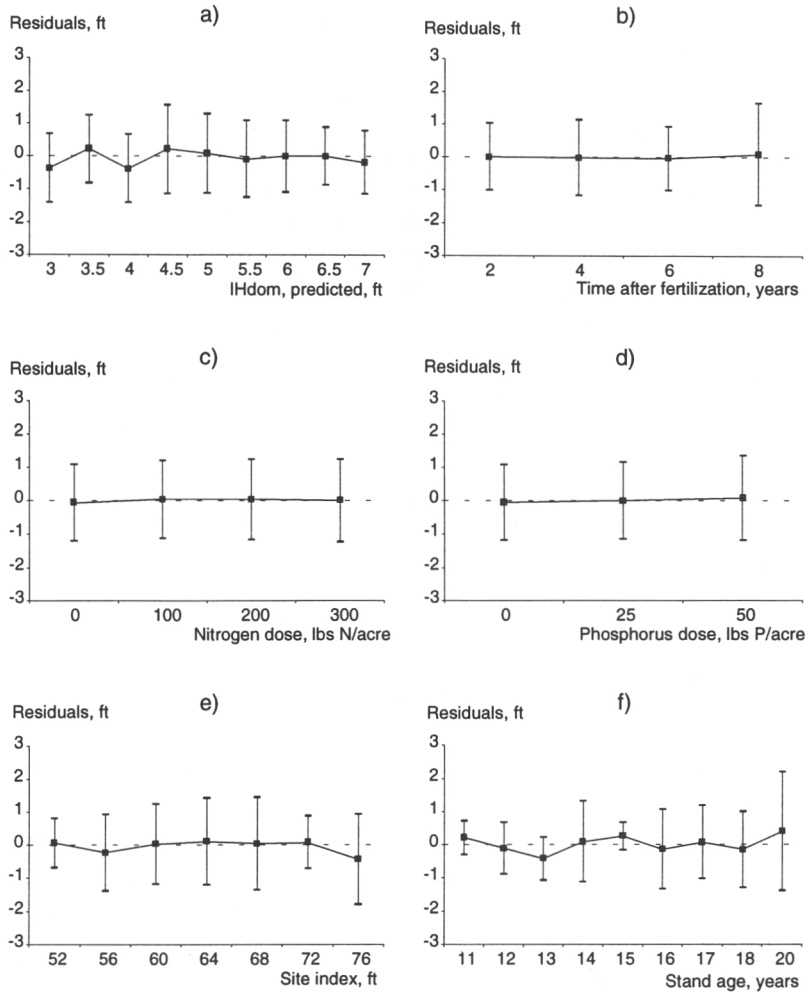 a)
Residuals, ft
3
2
1
0
-1
-2
-3
3 3.5 4 4.5 5 5.5 6 6.5 7
IHdom, predicted, ft
b)
Residuals, ft
3
2
1
0
-1
-2
-3
2 4 6 8
Time after fertilization, years
c)
Residuals, ft
3
2
1
0
-1
-2
-3
0 100 200 300
Nitrogen dose, lbs N/acre
d)
Residuals, ft
3
2
1
0
-1
-2
-3
0 25 50
Phosphorus dose, lbs P/acre
e)
Residuals, ft
3
2
1
0
-1
-2
-3
52 56 60 64 68 72 76
Site index, ft
f)
Residuals, ft
3
2
1
0
-1
-2
-3
11 12 13 14 15 16 17 18 20
Stand age, years